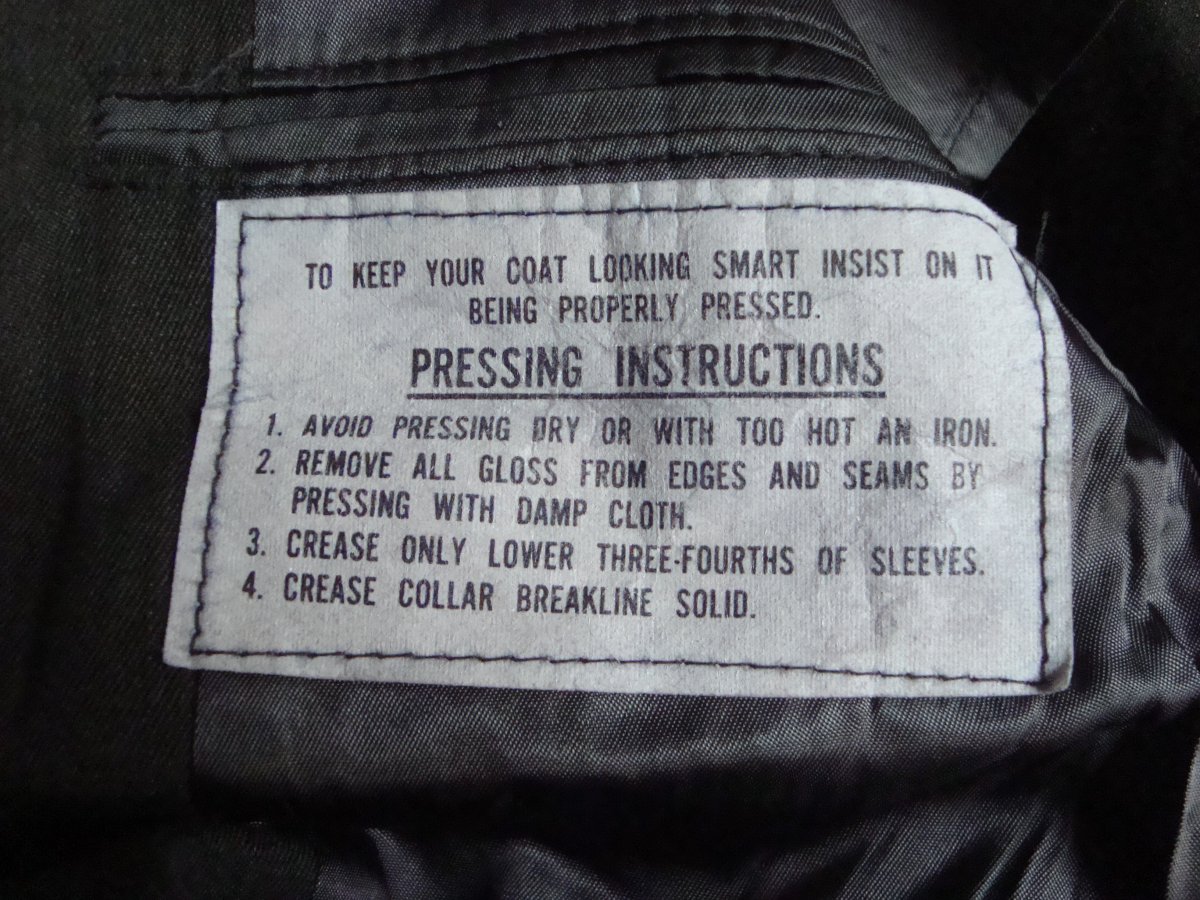 TO KEEP YOUR COAT LOOKING SMART INSIST ON IT
BEING PROPERLY PRESSED.
PRESSING INSTRUCTIONS
1. AVOID PRESSING DRY OR WITH TOO HOT AN IRON.
2. REMOVE ALL GLOSS FROM EDGES AND SEAMS BY
PRESSING WITH DAMP CLOTH.
3. CREASE ONLY LOWER THREE-FOURTHS OF SLEEVES.
4. CREASE COLLAR BREAKLINE SOLID.